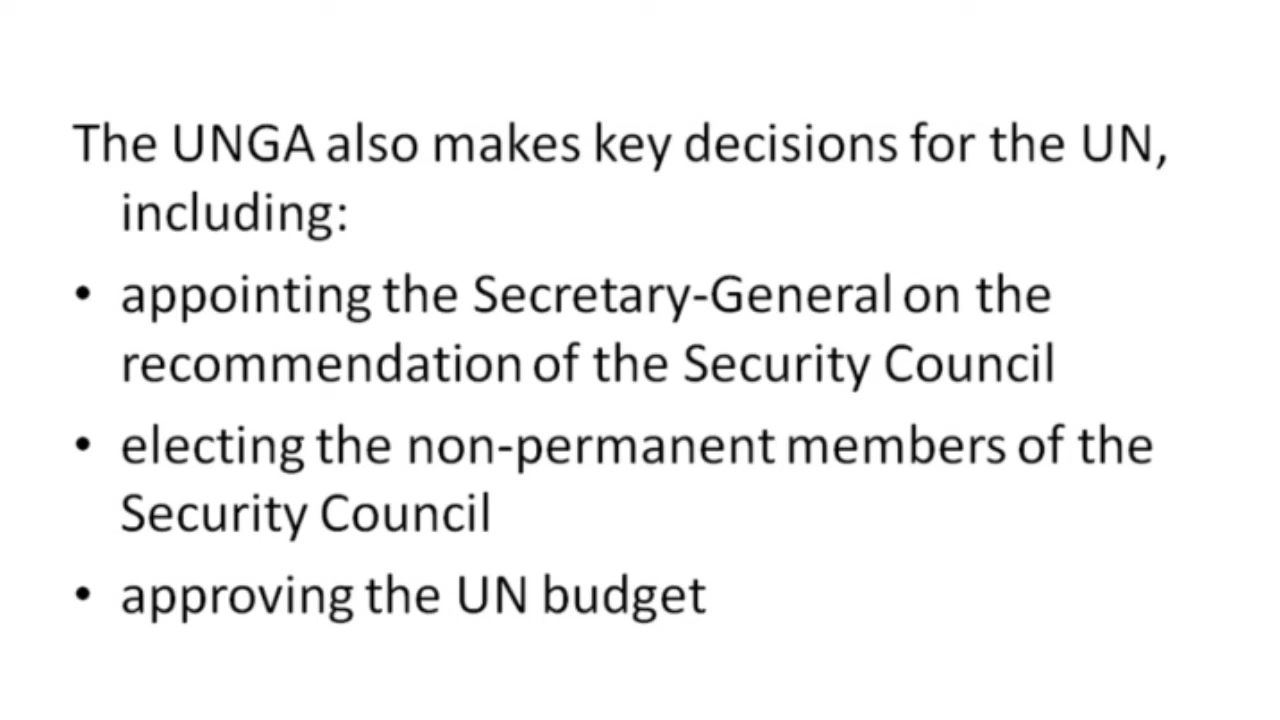 The UNGA also makes key decisions for the UN,
including:
• appointing the Secretary-General on the
recommendation of the Security Council
• electing the non-permanent members of the
Security Council
• approving the UN budget